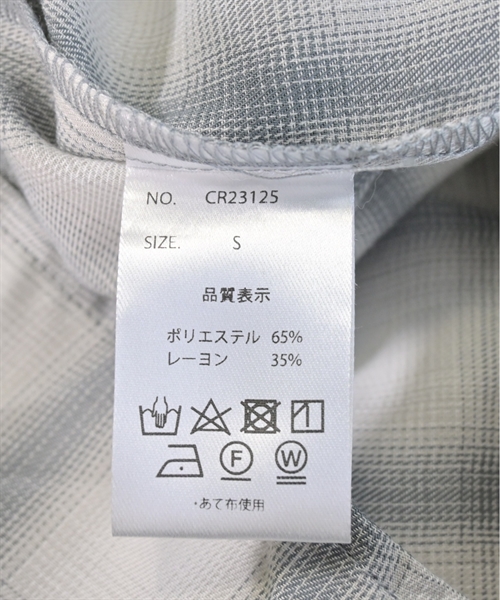 NO. CR23125
SIZE. S
品質表示
ポリエステル 65%
レーヨン 35%
F W
・あて布使用